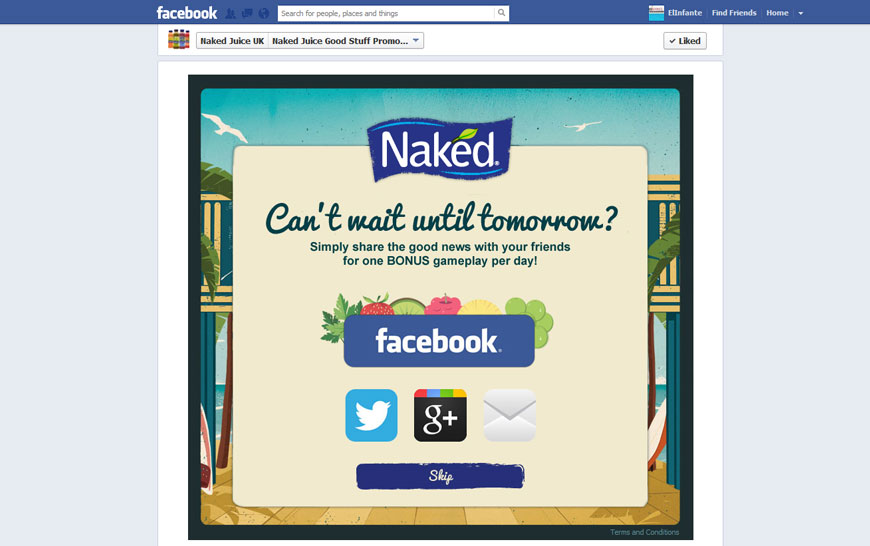 facebook
Search for people, places and things
ElInfante
Find Friends
Home
Naked Juice UK
Naked Juice Good Stuff Promo...
Liked
Naked®
Can't wait until tomorrow?
Simply share the good news with your friends
for one BONUS gameplay per day!
facebook®
g+
Skip
Terms and Conditions